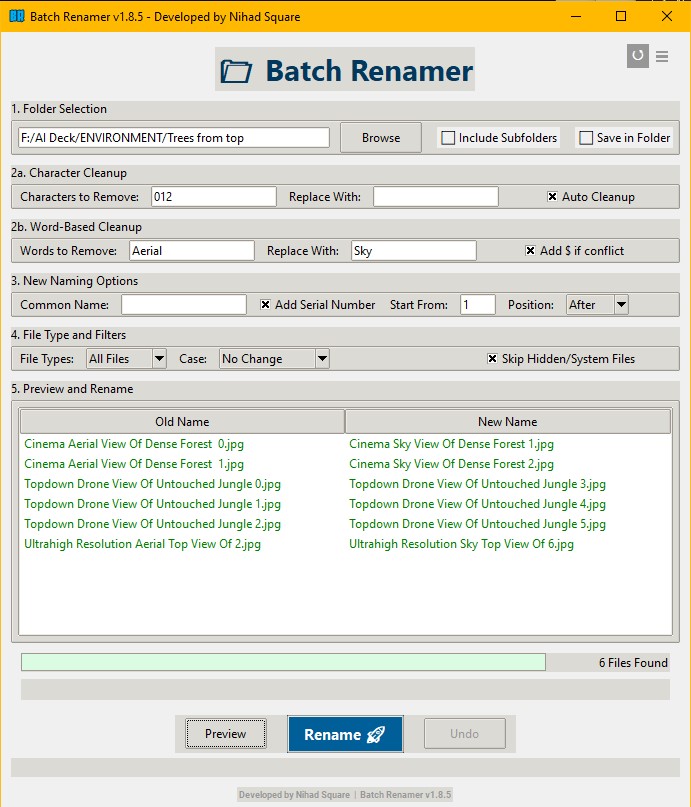 Batch Renamer v1.8.5 - Developed by Nihad Square
Batch Renamer
1. Folder Selection
F:/AI Deck/ENVIRONMENT/Trees from top Browse Include Subfolders Save in Folder
2a. Character Cleanup
Characters to Remove: 012 Replace With: Auto Cleanup
2b. Word-Based Cleanup
Words to Remove: Aerial Replace With: Sky Add $ if conflict
3. New Naming Options
Common Name: Add Serial Number Start From: 1 Position: After
4. File Type and Filters
File Types: All Files Case: No Change Skip Hidden/System Files
5. Preview and Rename
Old Name New Name
Cinema Aerial View Of Dense Forest  0.jpg Cinema Sky View Of Dense Forest 1.jpg
Cinema Aerial View Of Dense Forest  1.jpg Cinema Sky View Of Dense Forest 2.jpg
Topdown Drone View Of Untouched Jungle 0.jpg Topdown Drone View Of Untouched Jungle 3.jpg
Topdown Drone View Of Untouched Jungle 1.jpg Topdown Drone View Of Untouched Jungle 4.jpg
Topdown Drone View Of Untouched Jungle 2.jpg Topdown Drone View Of Untouched Jungle 5.jpg
Ultrahigh Resolution Aerial Top View Of 2.jpg Ultrahigh Resolution Sky Top View Of 6.jpg
6 Files Found
Preview Rename Undo
Developed by Nihad Square | Batch Renamer v1.8.5